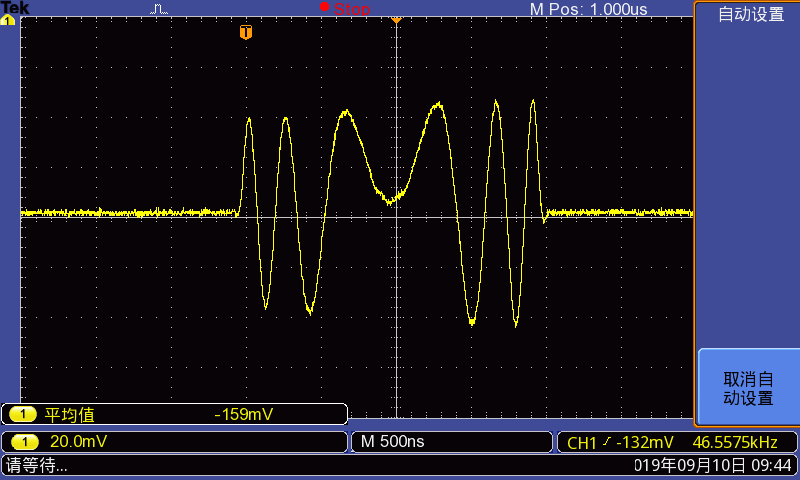 Tek Stop M Pos: 1.000us
自动设置
1
T
取消自
动设置
1 平均值 -159mV
1 20.0mV M 500ns CH1 -132mV 46.5575kHz
请等待... 019年09月10日 09:44